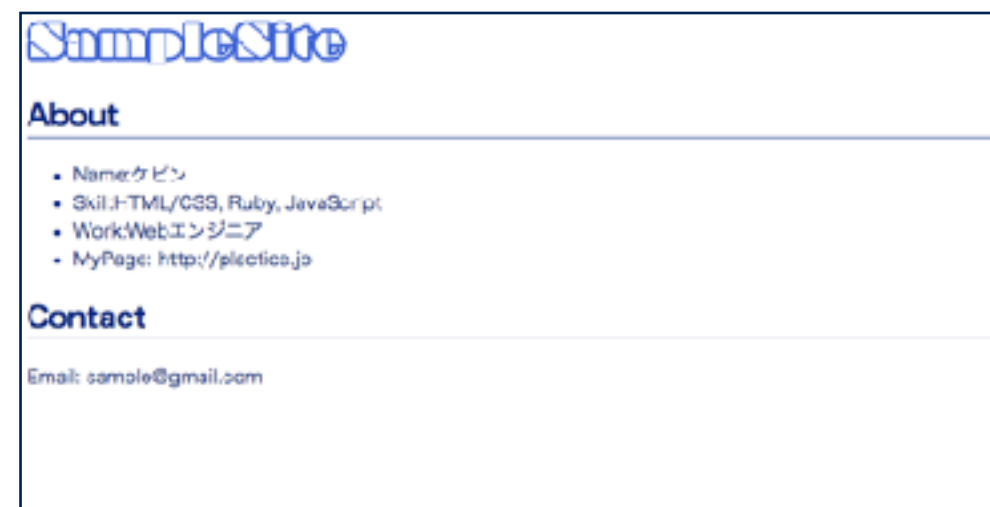 SampleSite
About
Name:ケビン
Skill:HTML/CSS, Ruby, JavaScript
Work:Webエンジニア
MyPage: http://plactice.jp
Contact
Email: sample@gmail.com